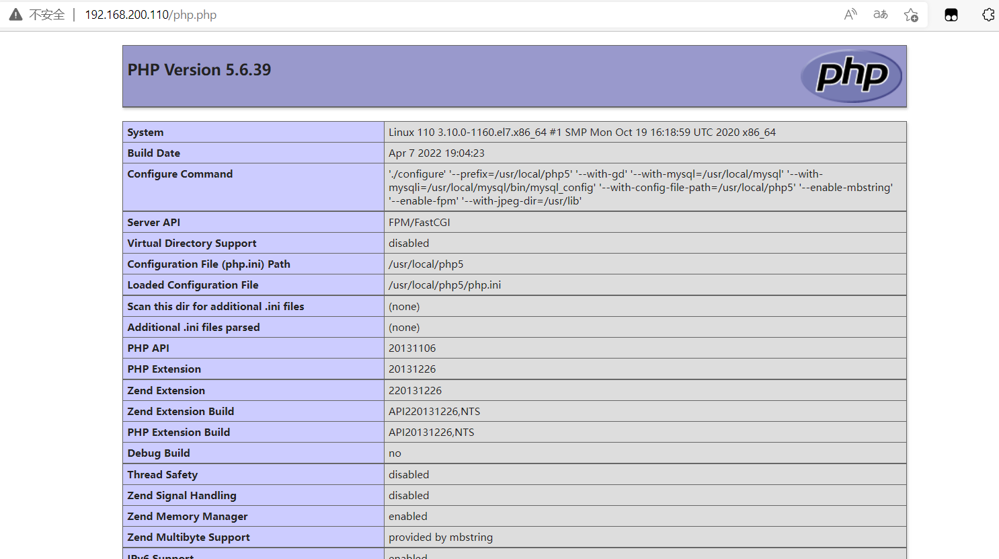 不安全 192.168.200.110/php.php
PHP Version 5.6.39
php
System Linux 110 3.10.0-1160.el7.x86_64 #1 SMP Mon Oct 19 16:18:59 UTC 2020 x86_64
Build Date Apr 7 2022 19:04:23
Configure Command './configure' '--prefix=/usr/local/php5' '--with-gd' '--with-mysql=/usr/local/mysql' '--with-
mysqli=/usr/local/mysql/bin/mysql_config' '--with-config-file-path=/usr/local/php5' '--enable-mbstring'
'--enable-fpm' '--with-jpeg-dir=/usr/lib'
Server API FPM/FastCGI
Virtual Directory Support disabled
Configuration File (php.ini) Path /usr/local/php5
Loaded Configuration File /usr/local/php5/php.ini
Scan this dir for additional .ini files (none)
Additional .ini files parsed (none)
PHP API 20131106
PHP Extension 20131226
Zend Extension 220131226
Zend Extension Build API220131226,NTS
PHP Extension Build API20131226,NTS
Debug Build no
Thread Safety disabled
Zend Signal Handling disabled
Zend Memory Manager enabled
Zend Multibyte Support provided by mbstring
IPv6 Support enabled